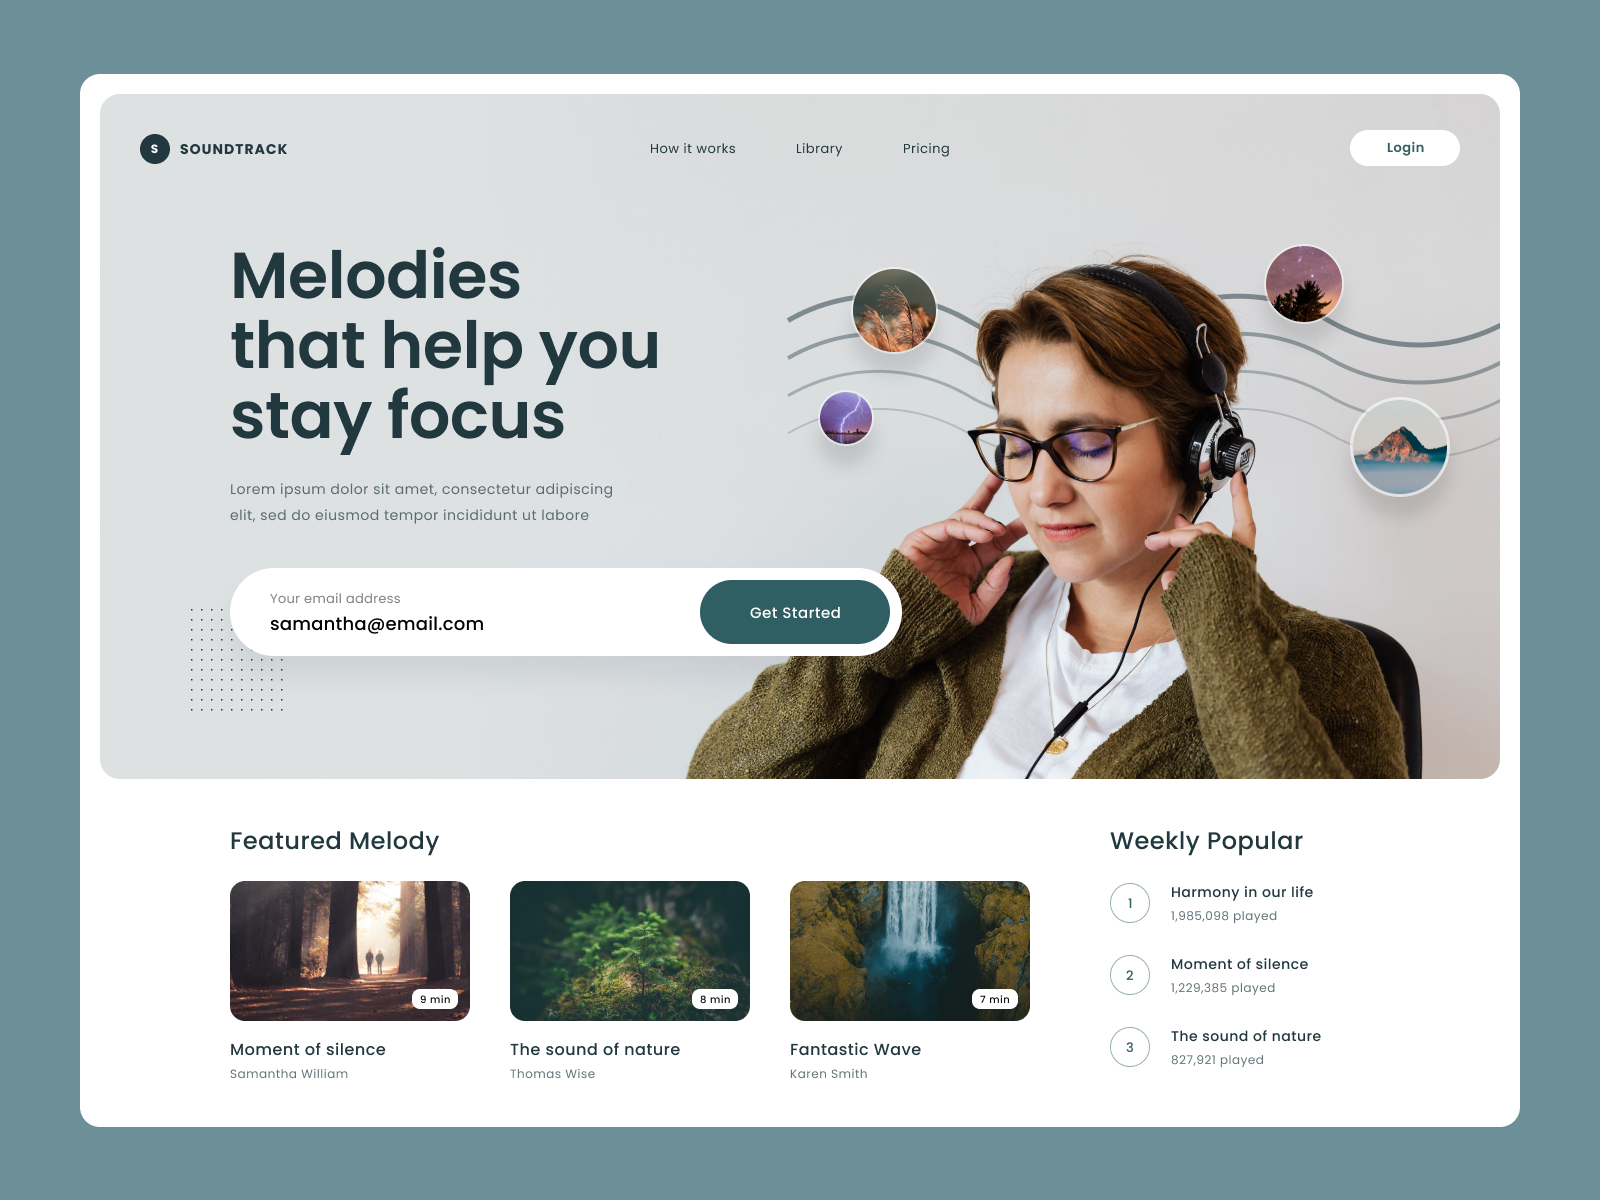 S
SOUNDTRACK
How it works
Library
Pricing
Login
Melodies
that help you
stay focus
Lorem ipsum dolor sit amet, consectetur adipiscing
elit, sed do eiusmod tempor incididunt ut labore
Your email address
samantha@email.com
Get Started
Featured Melody
9 min
Moment of silence
Samantha William
8 min
The sound of nature
Thomas Wise
7 min
Fantastic Wave
Karen Smith
Weekly Popular
1
Harmony in our life
1,985,098 played
2
Moment of silence
1,229,385 played
3
The sound of nature
827,921 played